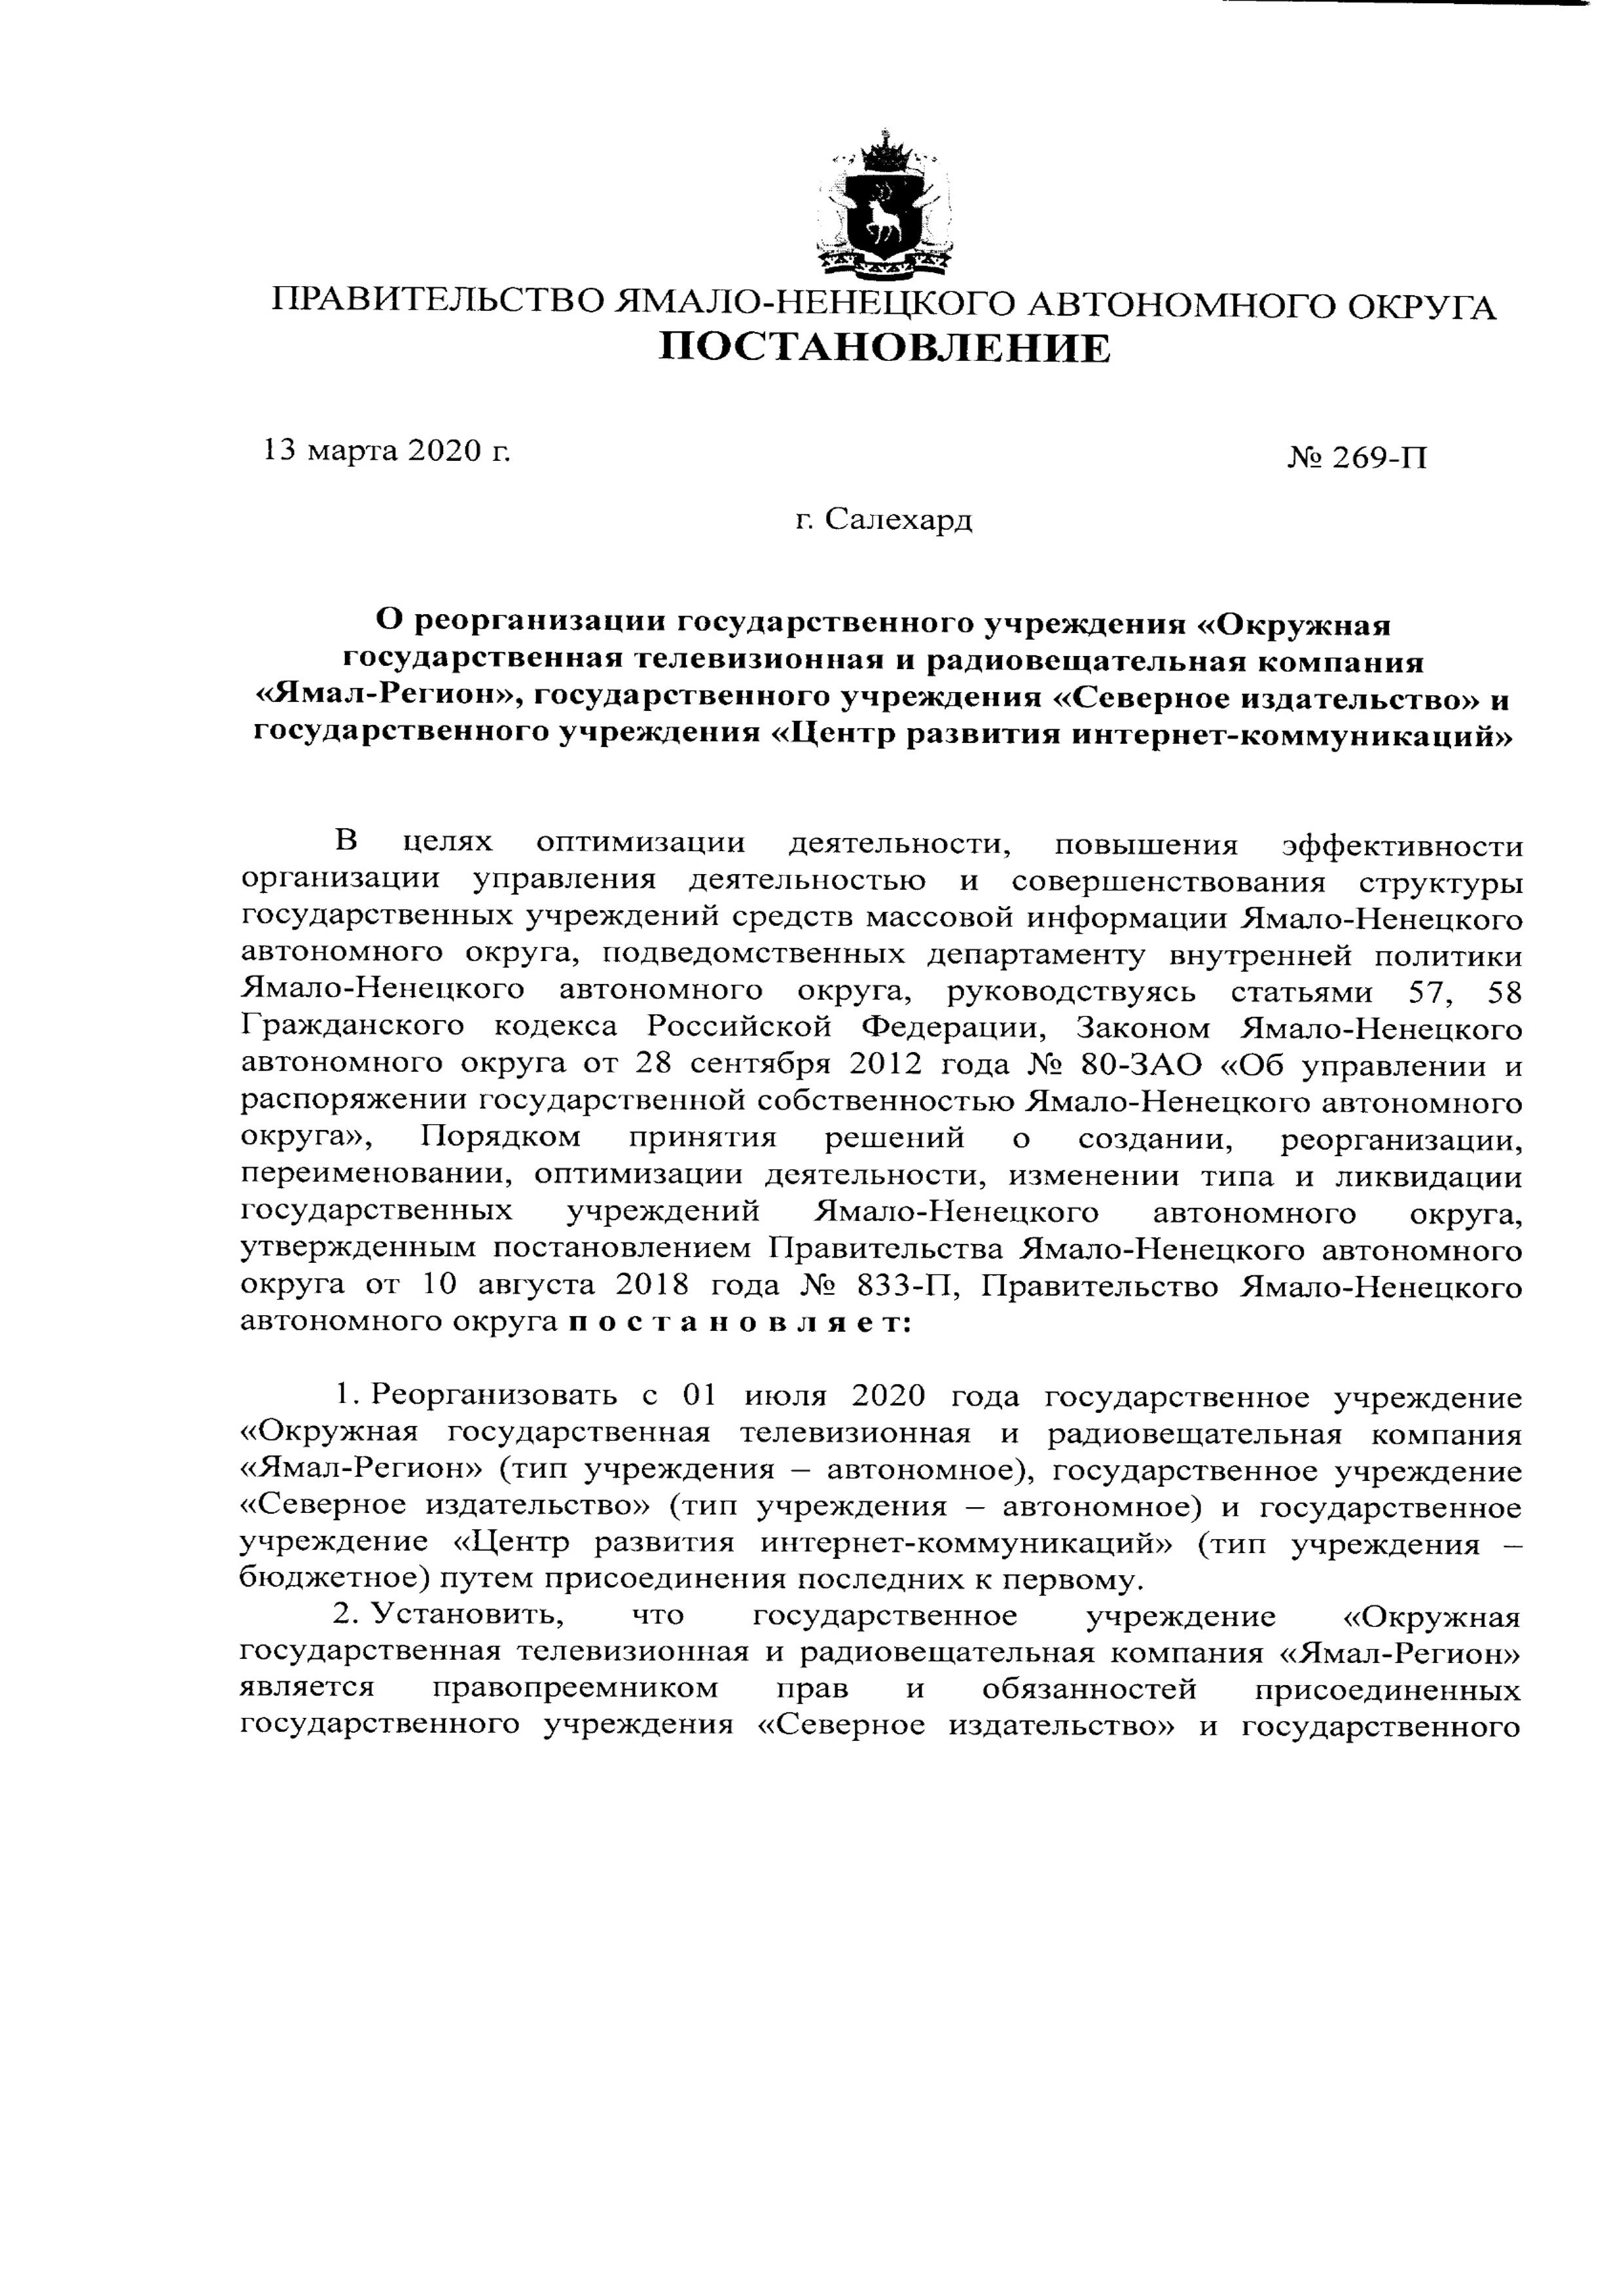 ПРАВИТЕЛЬСТВО ЯМАЛО-НЕНЕЦКОГО АВТОНОМНОГО ОКРУГА
ПОСТАНОВЛЕНИЕ
13 марта 2020 г.
№ 269-П
г. Салехард
О реорганизации государственного учреждения «Окружная
государственная телевизионная и радиовещательная компания
«Ямал-Регион», государственного учреждения «Северное издательство» и
государственного учреждения «Центр развития интернет-коммуникаций»
В целях оптимизации деятельности, повышения эффективности
организации управления деятельностью и совершенствования структуры
государственных учреждений средств массовой информации Ямало-Ненецкого
автономного округа, подведомственных департаменту внутренней политики
Ямало-Ненецкого автономного округа, руководствуясь статьями 57, 58
Гражданского кодекса Российской Федерации, Законом Ямало-Ненецкого
автономного округа от 28 сентября 2012 года № 80-ЗАО «Об управлении и
распоряжении государственной собственностью Ямало-Ненецкого автономного
округа», Порядком принятия решений о создании, реорганизации,
переименовании, оптимизации деятельности, изменении типа и ликвидации
государственных учреждений Ямало-Ненецкого автономного округа,
утвержденным постановлением Правительства Ямало-Ненецкого автономного
округа от 10 августа 2018 года № 833-П, Правительство Ямало-Ненецкого
автономного округа п о с т а н о в л я е т:
1. Реорганизовать с 01 июля 2020 года государственное учреждение
«Окружная государственная телевизионная и радиовещательная компания
«Ямал-Регион» (тип учреждения – автономное), государственное учреждение
«Северное издательство» (тип учреждения – автономное) и государственное
учреждение «Центр развития интернет-коммуникаций» (тип учреждения –
бюджетное) путем присоединения последних к первому.
2. Установить, что государственное учреждение «Окружная
государственная телевизионная и радиовещательная компания «Ямал-Регион»
является правопреемником прав и обязанностей присоединенных
государственного учреждения «Северное издательство» и государственного